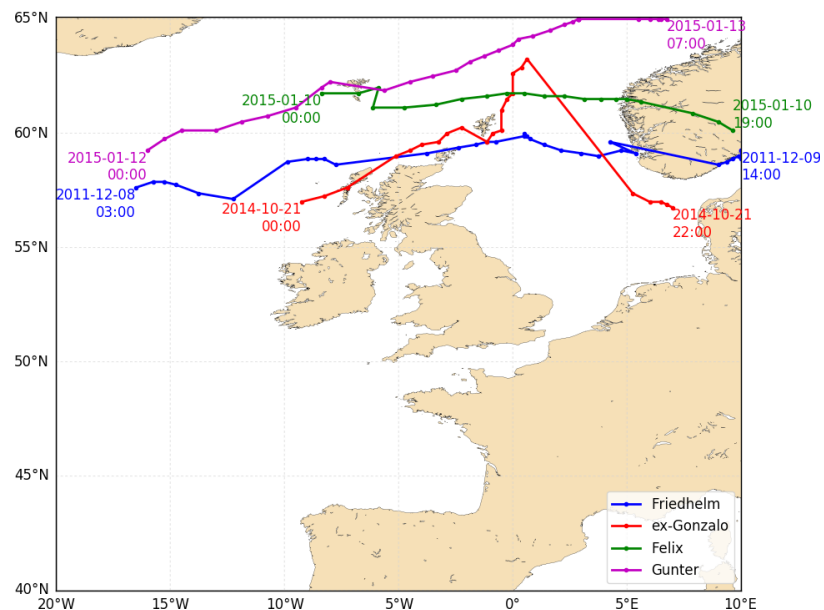 65°N
2015-01-13
07:00
2015-01-10
00:00
2015-01-10
19:00
60°N
2015-01-12
00:00
2011-12-09
14:00
2011-12-08
03:00
2014-10-21
00:00
2014-10-21
22:00
55°N
50°N
45°N
Friedhelm
ex-Gonzalo
Felix
Gunter
40°N
20°W
15°W
10°W
5°W
0°
5°E
10°E